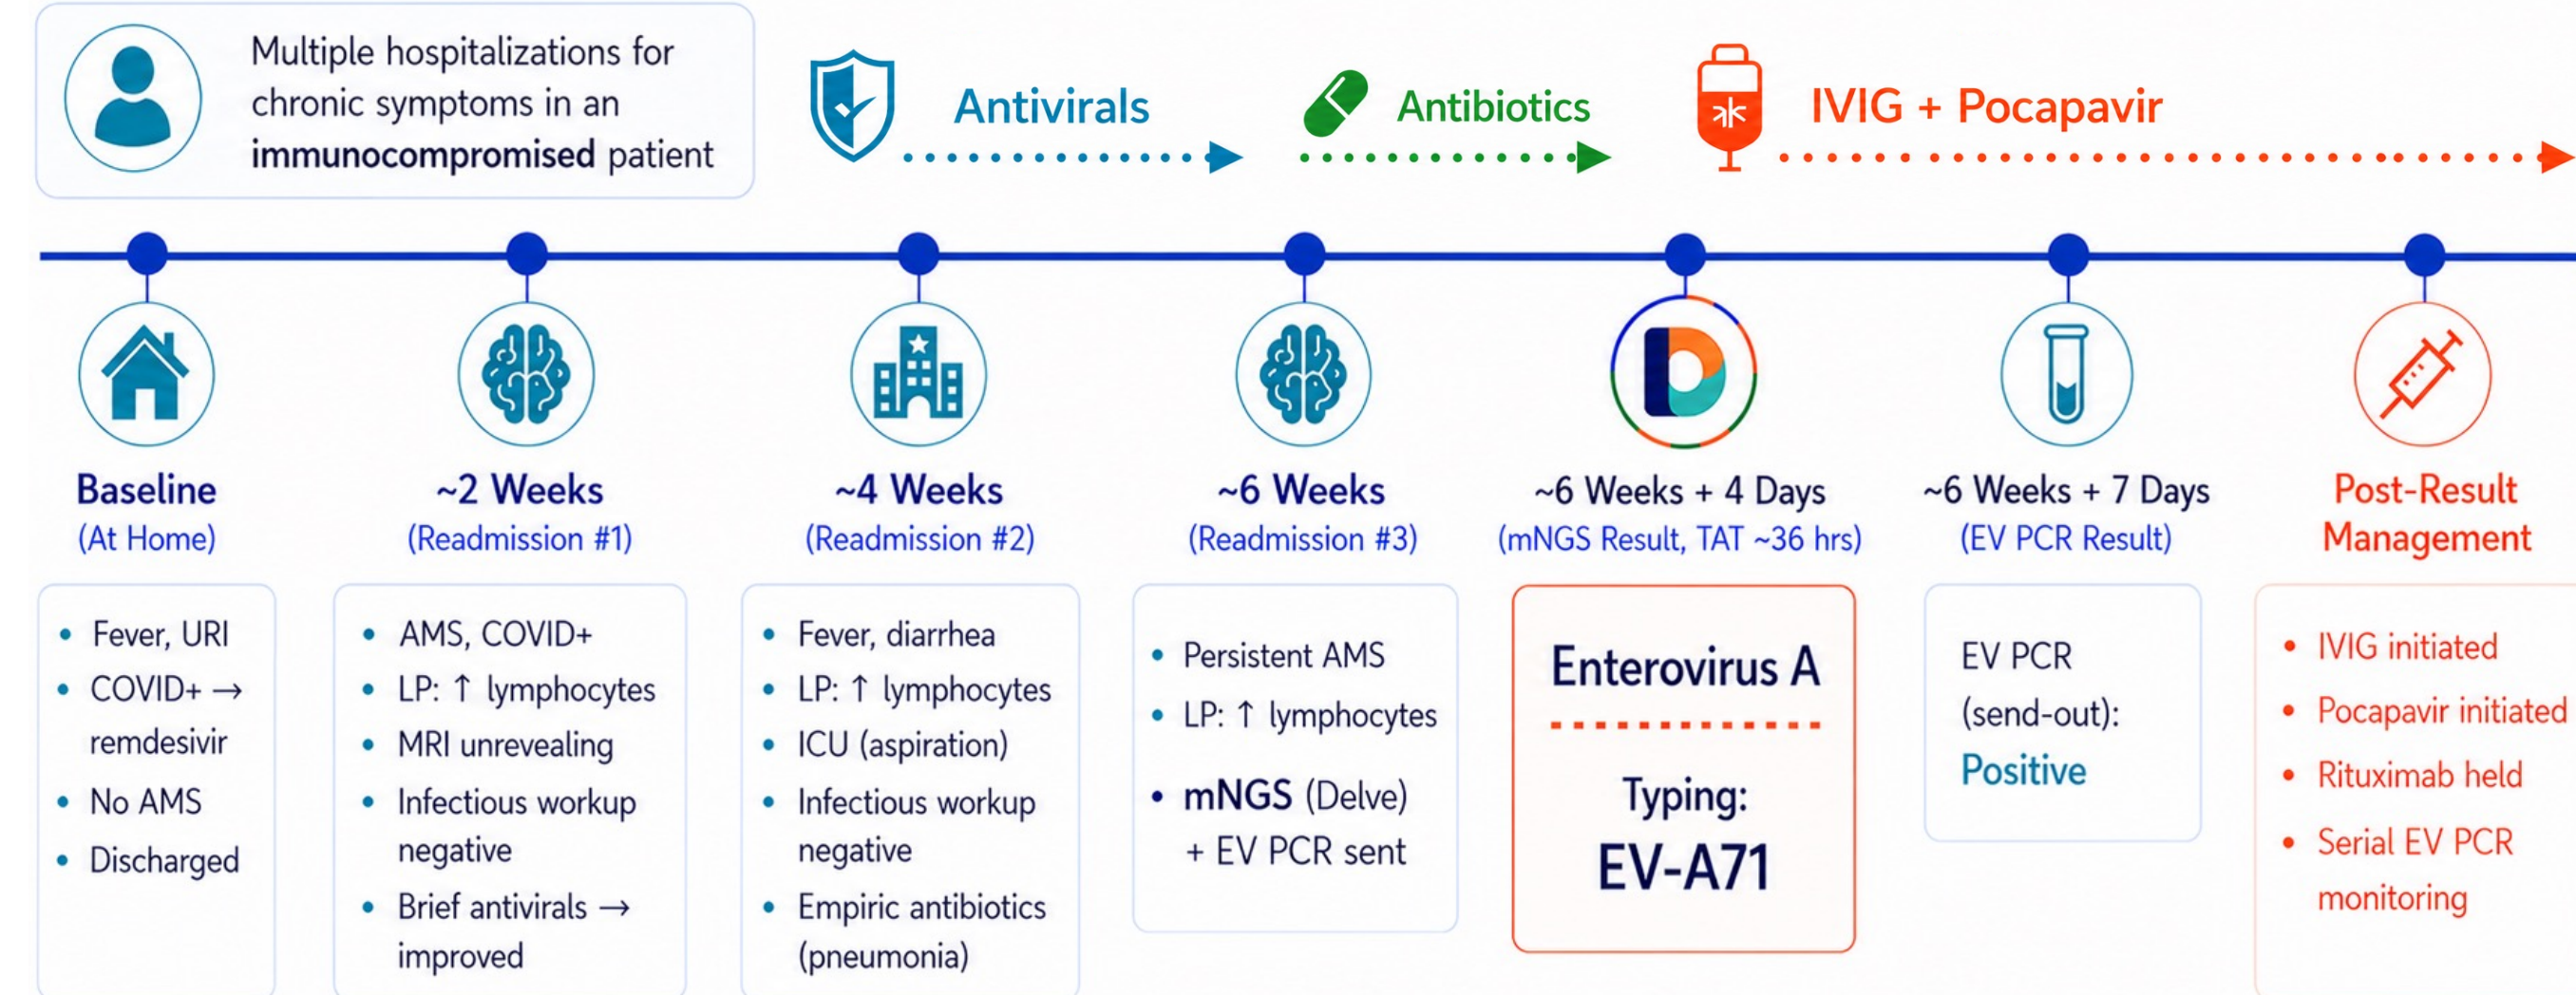 Multiple hospitalizations for
chronic symptoms in an
immunocompromised patient
Antivirals
Antibiotics
IVIG + Pocapavir
Baseline
(At Home)
• Fever, URI
• COVID+ →
remdesivir
• No AMS
• Discharged
~2 Weeks
(Readmission #1)
• AMS, COVID+
• LP: ↑ lymphocytes
• MRI unrevealing
• Infectious workup
negative
• Brief antivirals →
improved
~4 Weeks
(Readmission #2)
• Fever, diarrhea
• LP: ↑ lymphocytes
• ICU (aspiration)
• Infectious workup
negative
• Empiric antibiotics
(pneumonia)
~6 Weeks
(Readmission #3)
• Persistent AMS
• LP: ↑ lymphocytes
• mNGS (Delve)
+ EV PCR sent
~6 Weeks + 4 Days
(mNGS Result, TAT ~36 hrs)
Enterovirus A
Typing:
EV-A71
~6 Weeks + 7 Days
(EV PCR Result)
EV PCR
(send-out):
Positive
Post-Result
Management
• IVIG initiated
• Pocapavir initiated
• Rituximab held
• Serial EV PCR
monitoring